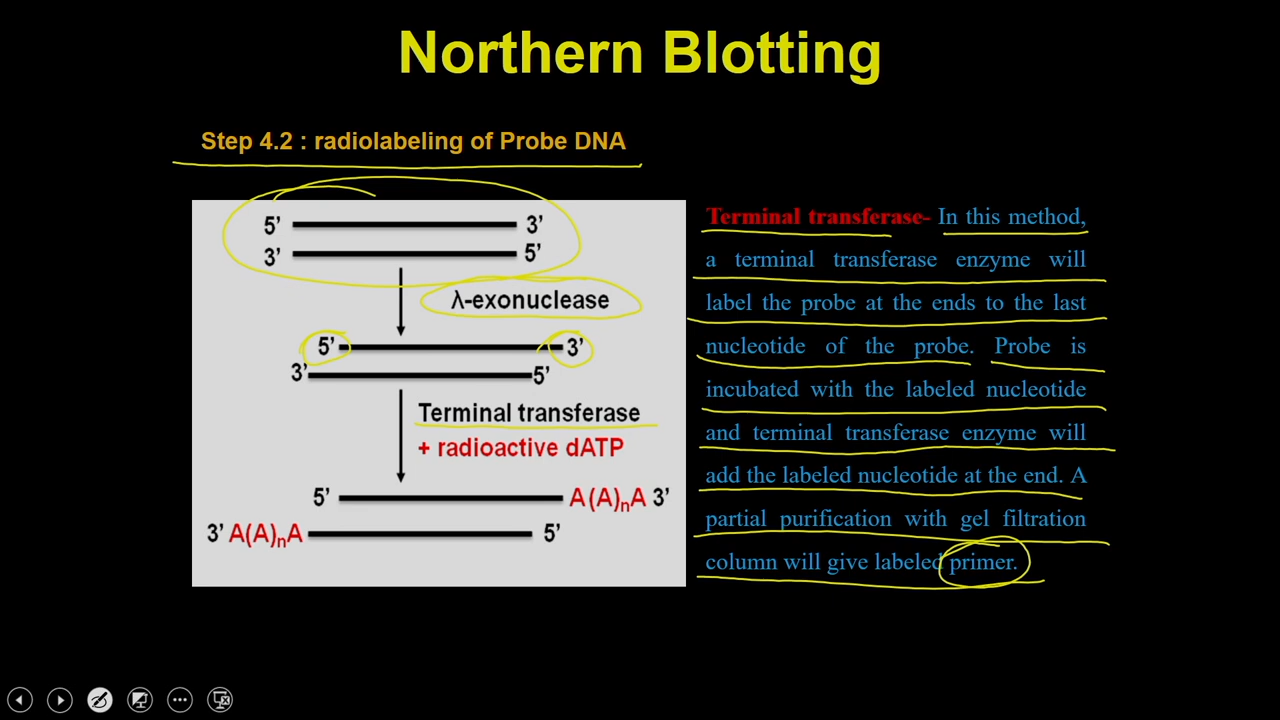 Northern Blotting
Step 4.2 : radiolabeling of Probe DNA
5’ 3’
3’ 5’
λ-exonuclease
5’ 3’
3’ 5’
Terminal transferase
+ radioactive dATP
5’ A(A)nA 3’
3’ A(A)nA 5’
Terminal transferase- In this method,
a terminal transferase enzyme will
label the probe at the ends to the last
nucleotide of the probe. Probe is
incubated with the labeled nucleotide
and terminal transferase enzyme will
add the labeled nucleotide at the end. A
partial purification with gel filtration
column will give labeled primer.